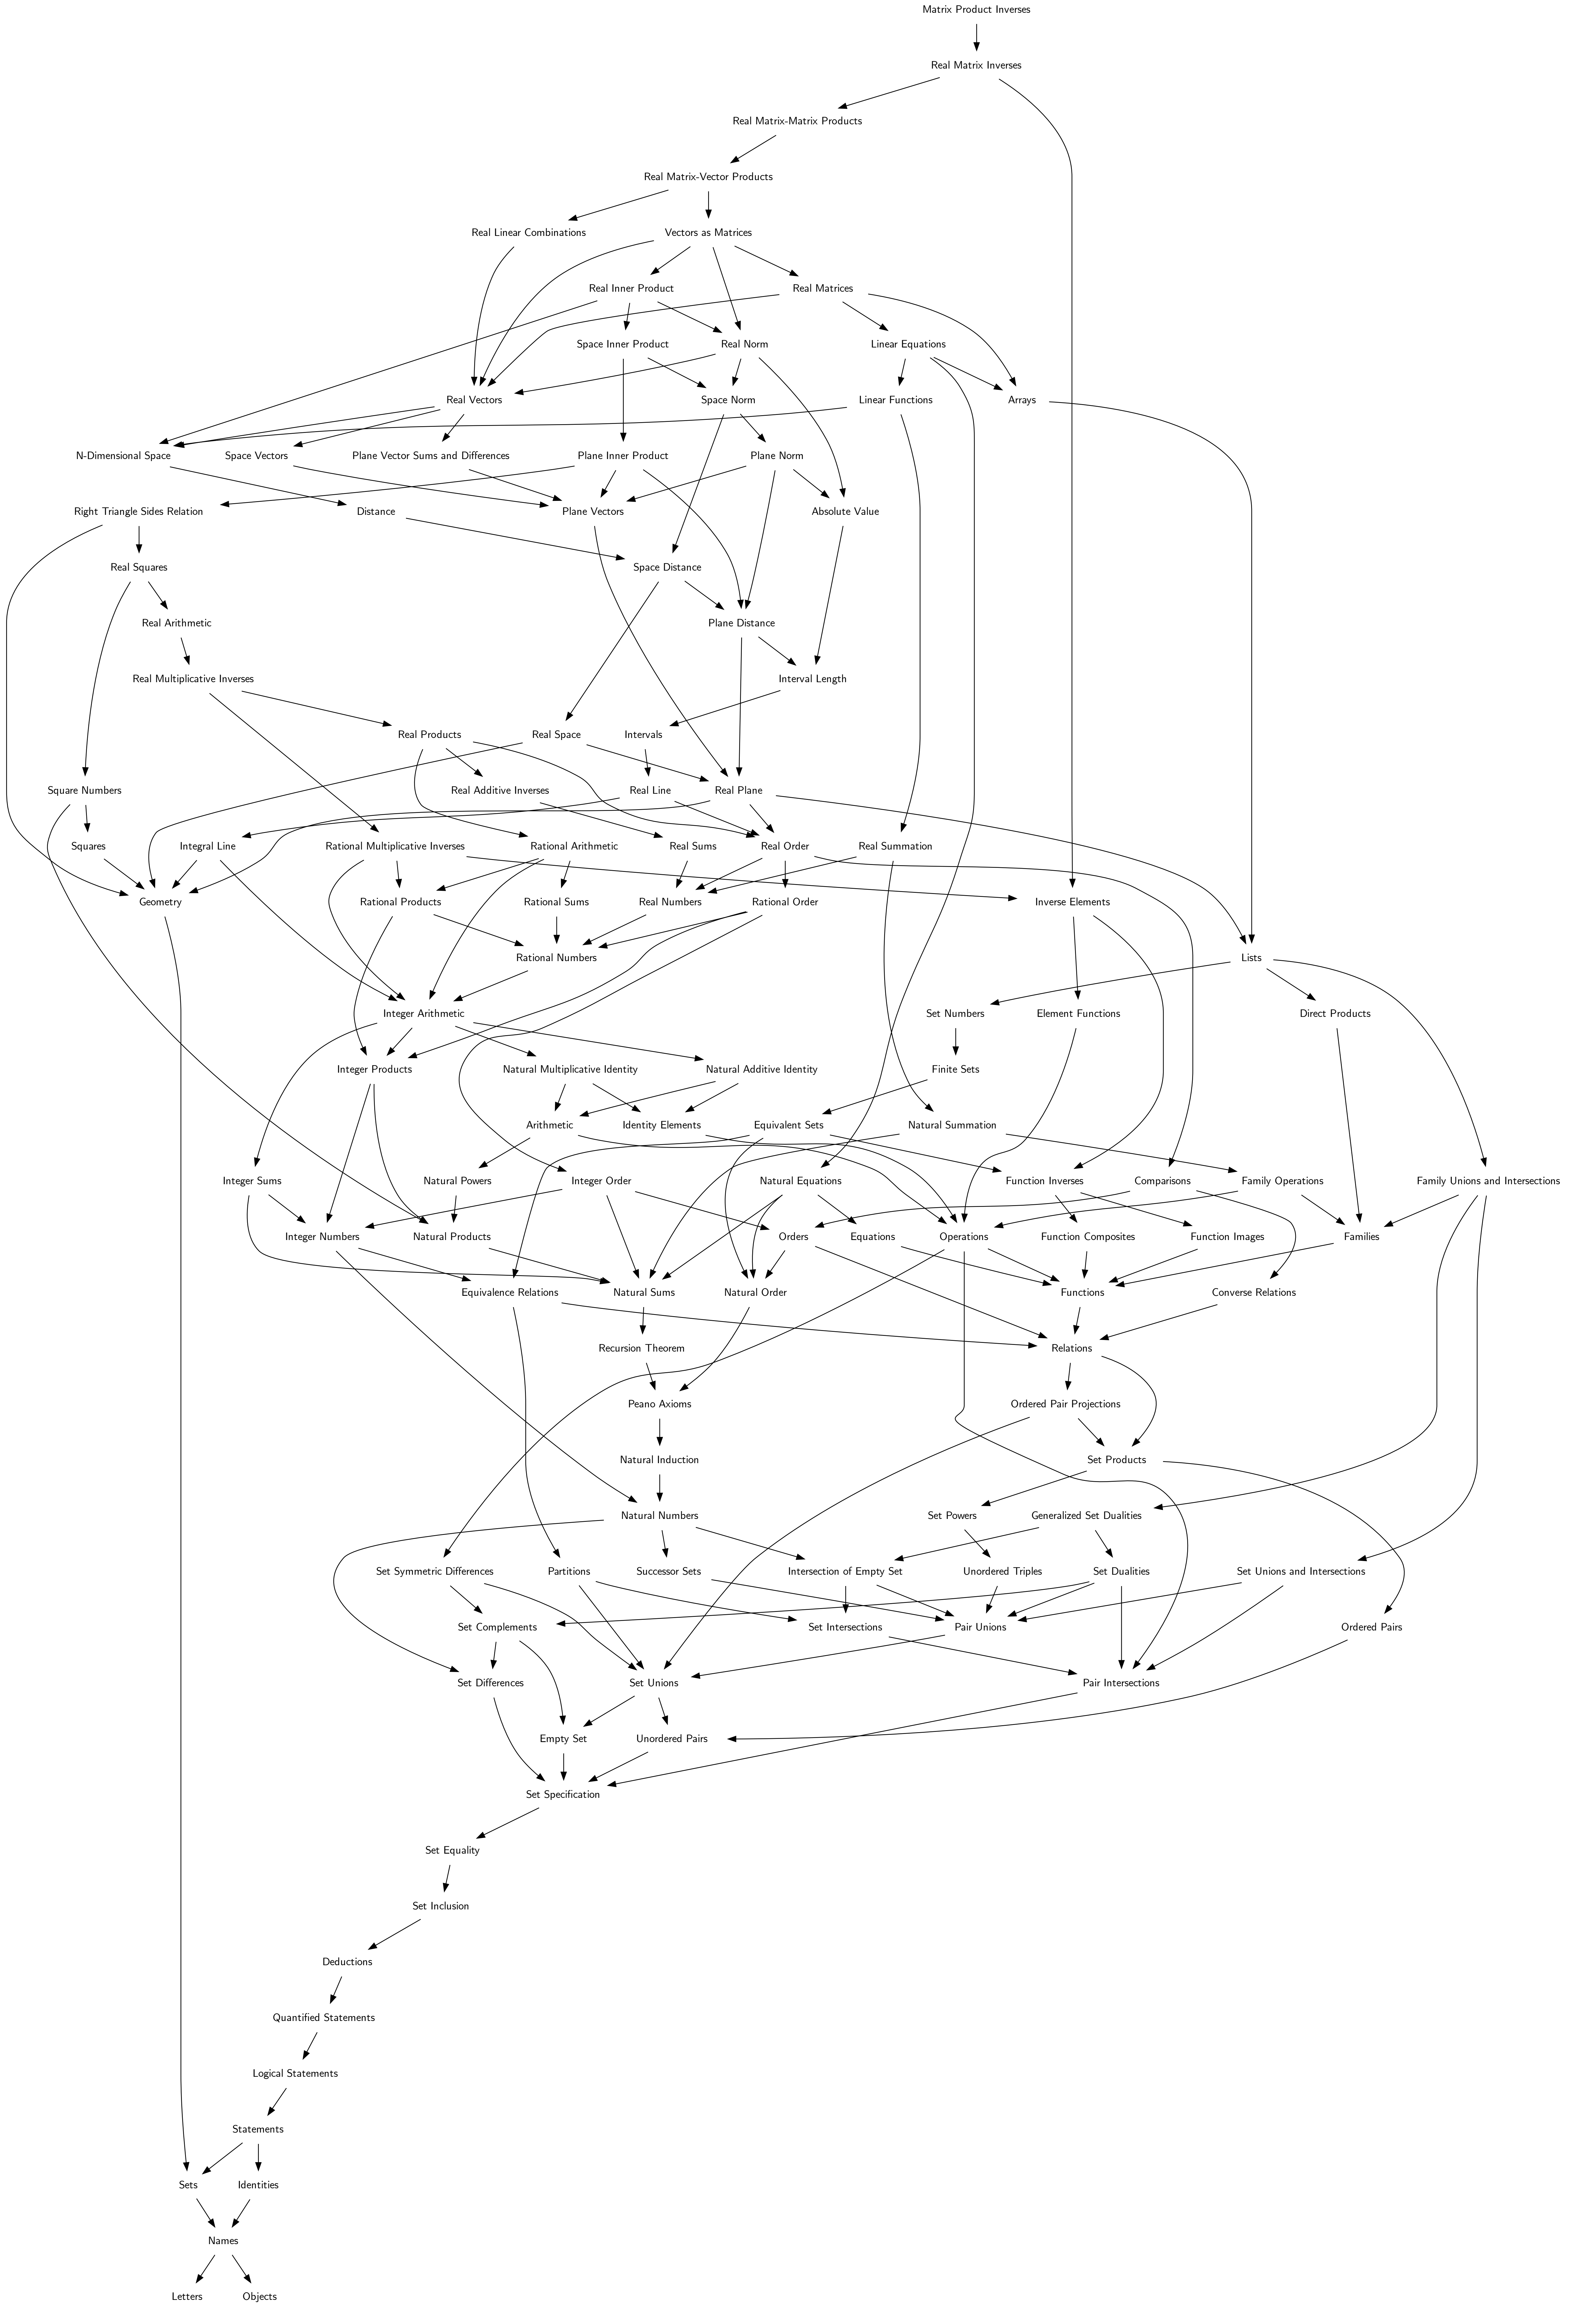 Matrix Product Inverses
Real Matrix Inverses
Real Matrix-Matrix Products
Real Matrix-Vector Products
Real Linear Combinations
Vectors as Matrices
Real Inner Product
Real Matrices
Space Inner Product
Real Norm
Linear Equations
Real Vectors
Space Norm
Linear Functions
Arrays
N-Dimensional Space
Space Vectors
Plane Vector Sums and Differences
Plane Inner Product
Plane Norm
Right Triangle Sides Relation
Distance
Plane Vectors
Absolute Value
Real Squares
Space Distance
Real Arithmetic
Plane Distance
Real Multiplicative Inverses
Interval Length
Real Products
Real Space
Intervals
Square Numbers
Real Additive Inverses
Real Line
Real Plane
Squares
Integral Line
Rational Multiplicative Inverses
Rational Arithmetic
Real Sums
Real Order
Real Summation
Geometry
Rational Products
Rational Sums
Real Numbers
Rational Order
Inverse Elements
Rational Numbers
Lists
Integer Arithmetic
Set Numbers
Element Functions
Direct Products
Integer Products
Natural Multiplicative Identity
Natural Additive Identity
Finite Sets
Arithmetic
Identity Elements
Equivalent Sets
Natural Summation
Integer Sums
Natural Powers
Integer Order
Natural Equations
Function Inverses
Comparisons
Family Operations
Family Unions and Intersections
Integer Numbers
Natural Products
Orders
Equations
Operations
Function Composites
Function Images
Families
Equivalence Relations
Natural Sums
Natural Order
Functions
Converse Relations
Recursion Theorem
Relations
Peano Axioms
Ordered Pair Projections
Natural Induction
Set Products
Natural Numbers
Set Powers
Generalized Set Dualities
Set Symmetric Differences
Partitions
Successor Sets
Intersection of Empty Set
Unordered Triples
Set Dualities
Set Unions and Intersections
Set Complements
Set Intersections
Pair Unions
Ordered Pairs
Set Differences
Set Unions
Pair Intersections
Empty Set
Unordered Pairs
Set Specification
Set Equality
Set Inclusion
Deductions
Quantified Statements
Logical Statements
Statements
Sets
Identities
Names
Letters
Objects